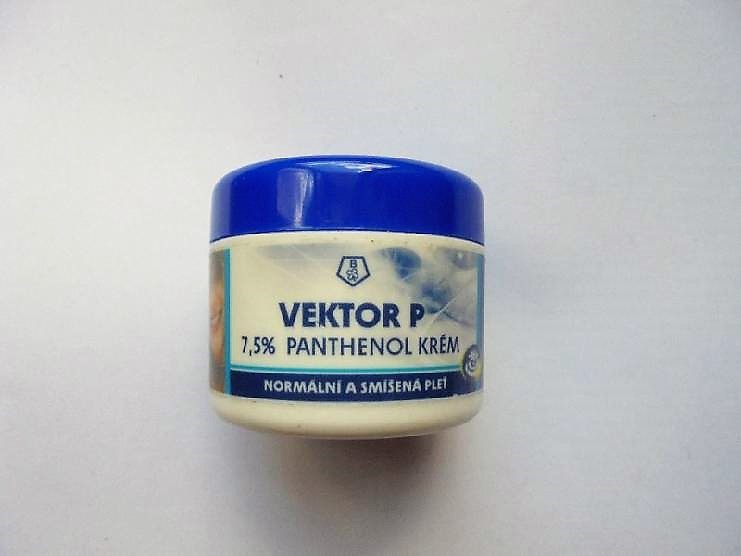 B
VEKTOR P
7,5% PANTHENOL KRÉM
NORMÁLNÍ A SMÍŠENÁ PLEŤ